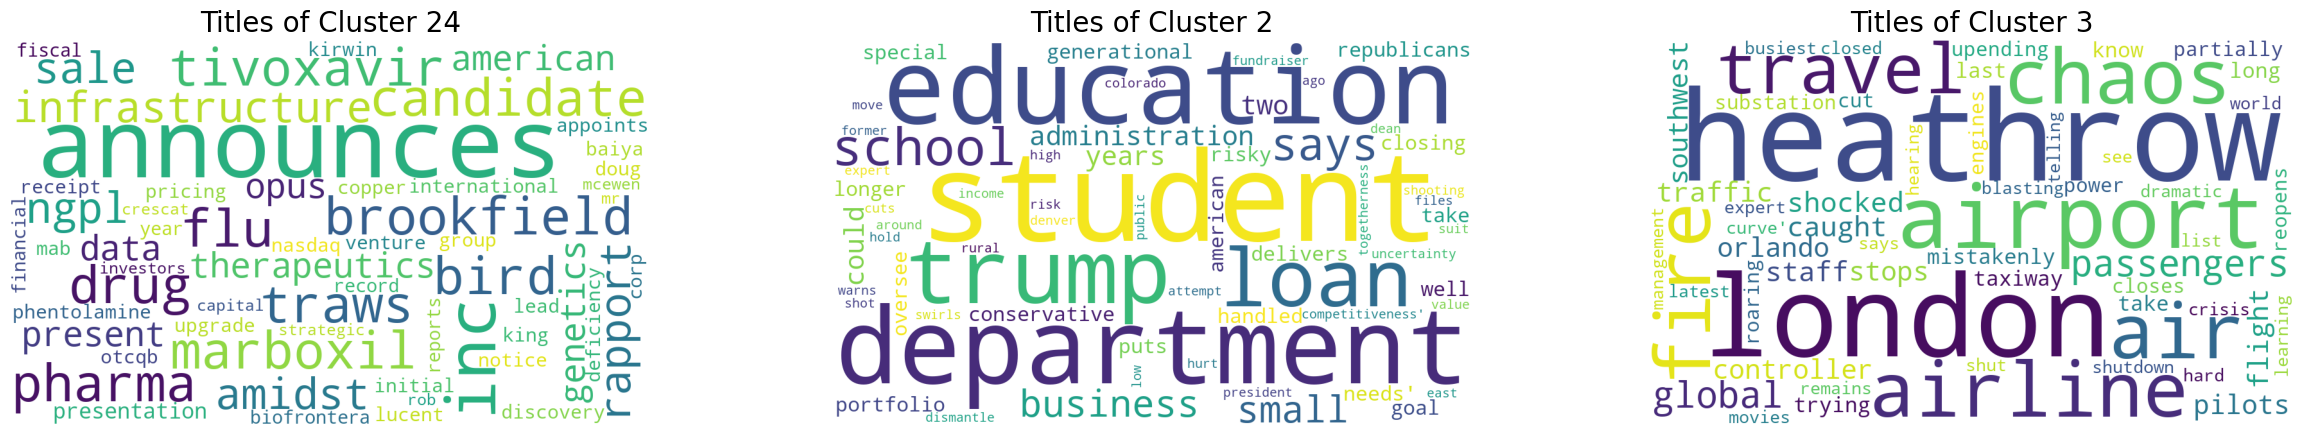 Titles of Cluster 24
fiscal
kirwin
sale
tivoxavir
american
infrastructure
candidate
announces
appoints
baiya
doug
receipt
pricing
opus
copper
international
mcewen
mr
ngpl
crescat
flu
brookfield
financial
year
mab
data
nasdaq
venture
group
investors
therapeutics
bird
genetics
deficiency
rapport
corp
drug
record
capital
traws
phentolamine
lead
present
upgrade
strategic
reports
inc
king
otcqb
marboxil
notice
pharma
amidst
initial
rob
presentation
biofrontera
lucent
discovery
Titles of Cluster 2
special
generational
republicans
fundraiser
education
colorado
ago
move
two
former
administration
dean
school
high
years
risky
says
closing
expert
longer
income
student
shooting
cuts
risk
files
could
around
denver
public
american
togetherness
take
hold
suit
rural
delivers
uncertainty
oversee
trump
loan
warns
attempt
well
shot
value
swirls
conservative
handled
competitiveness'
department
puts
low
hurt
president
needs'
east
portfolio
business
small
goal
dismantle
Titles of Cluster 3
southwest
busiest
closed
upending
know
partially
travel
last
chaos
long
substation
cut
world
heathrow
engines
hearing
telling
see
blasting
power
dramatic
traffic
reopens
expert
shocked
airport
curve'
caught
says
list
fire
management
orlando
mistakenly
staff
stops
passengers
roaring
taxiway
latest
closes
london
take
crisis
air
flight
learning
controller
shut
shutdown
hard
global
remains
trying
airline
pilots
movies